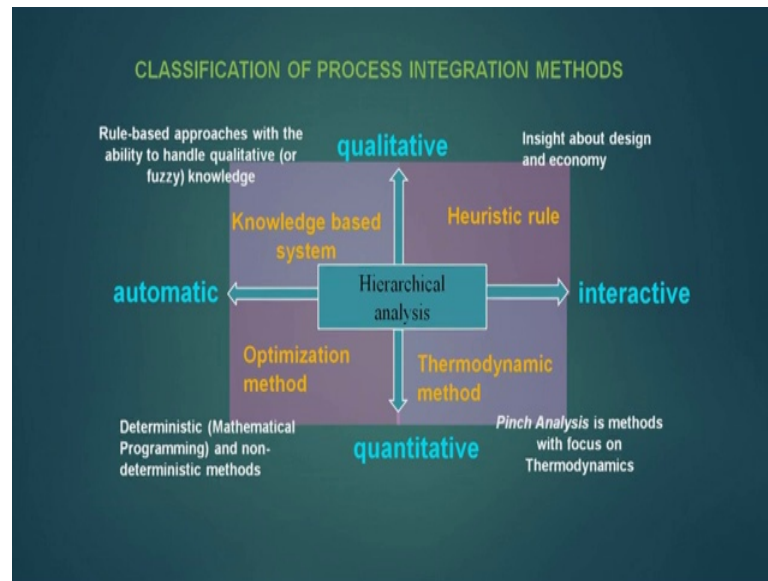 CLASSIFICATION OF PROCESS INTEGRATION METHODS
Rule-based approaches with the
ability to handle qualitative (or
fuzzy) knowledge
qualitative
Insight about design
and economy
Knowledge based
system
Heuristic rule
automatic
Hierarchical
analysis
interactive
Optimization
method
Thermodynamic
method
Deterministic (Mathematical
Programming) and non-
deterministic methods
quantitative
Pinch Analysis is methods
with focus on
Thermodynamics